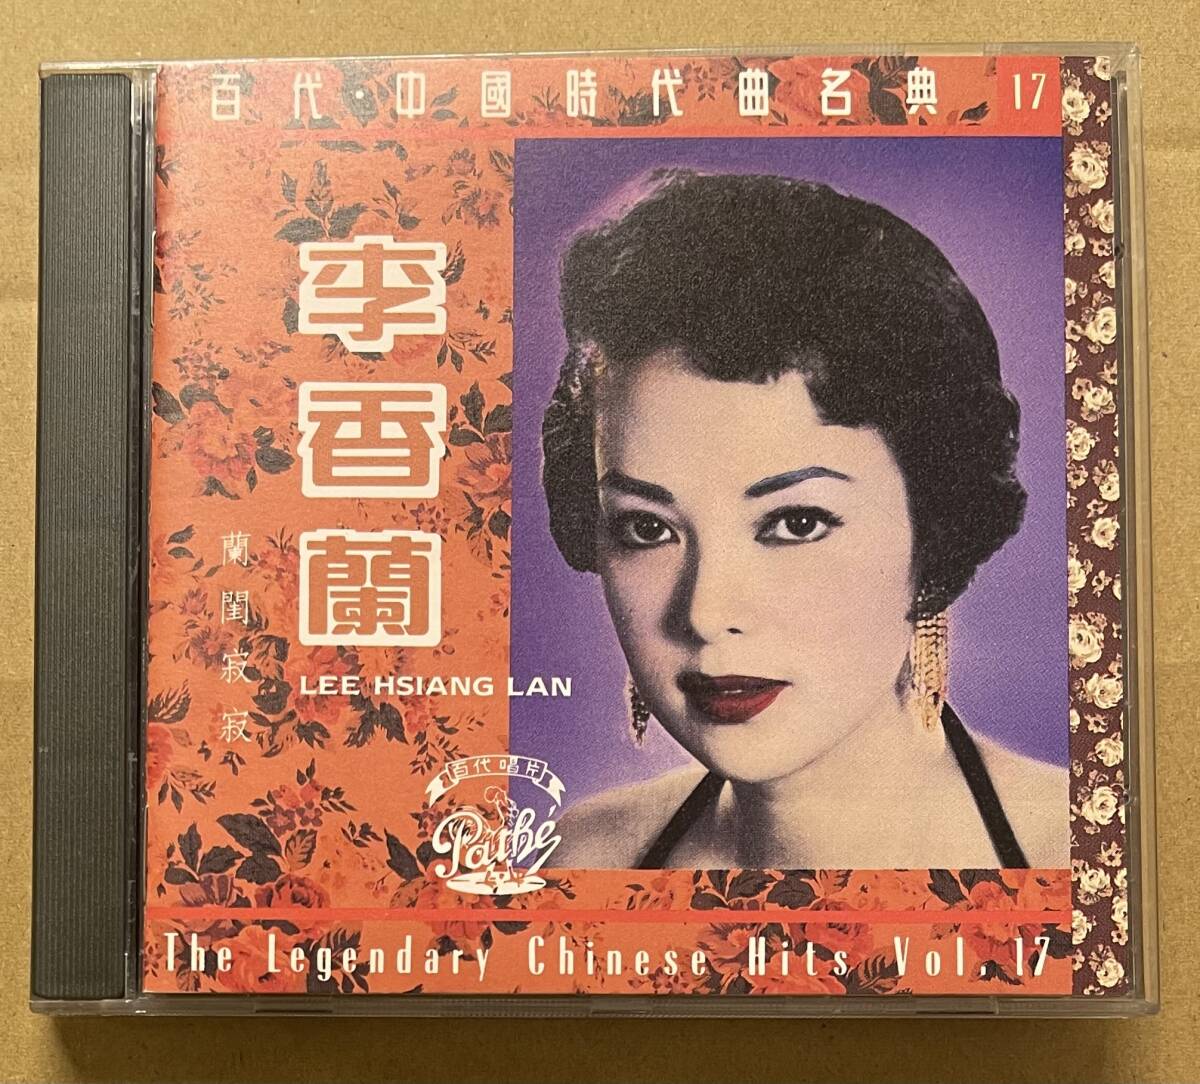 百代·中國時代曲名典 17
李香蘭
LEE HSIANG LAN
蘭閨寂寂
百代唱片
Pathé
The Legendary Chinese Hits Vol. 17